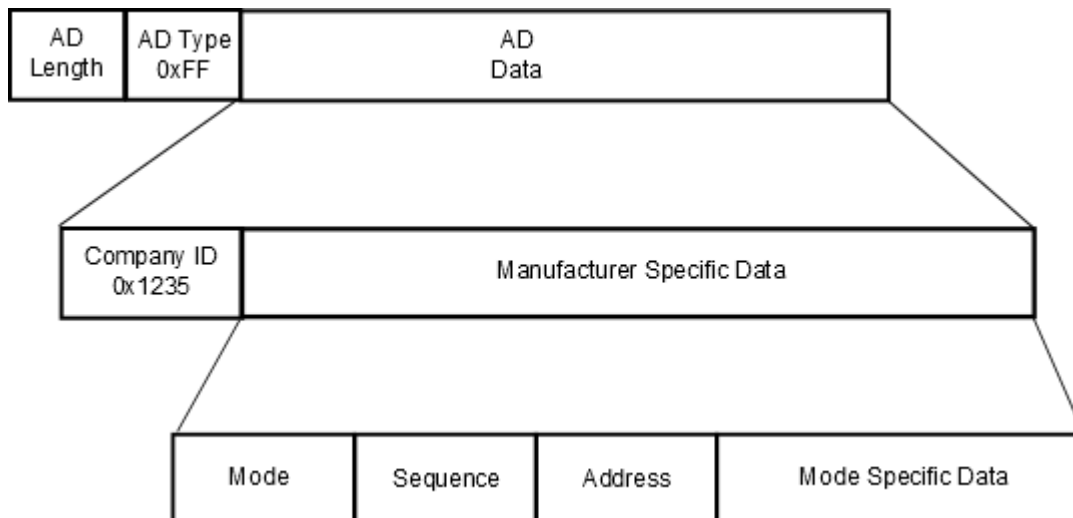 AD
Length
AD Type
0xFF
AD
Data
Company ID
0x1235
Manufacturer Specific Data
Mode
Sequence
Address
Mode Specific Data